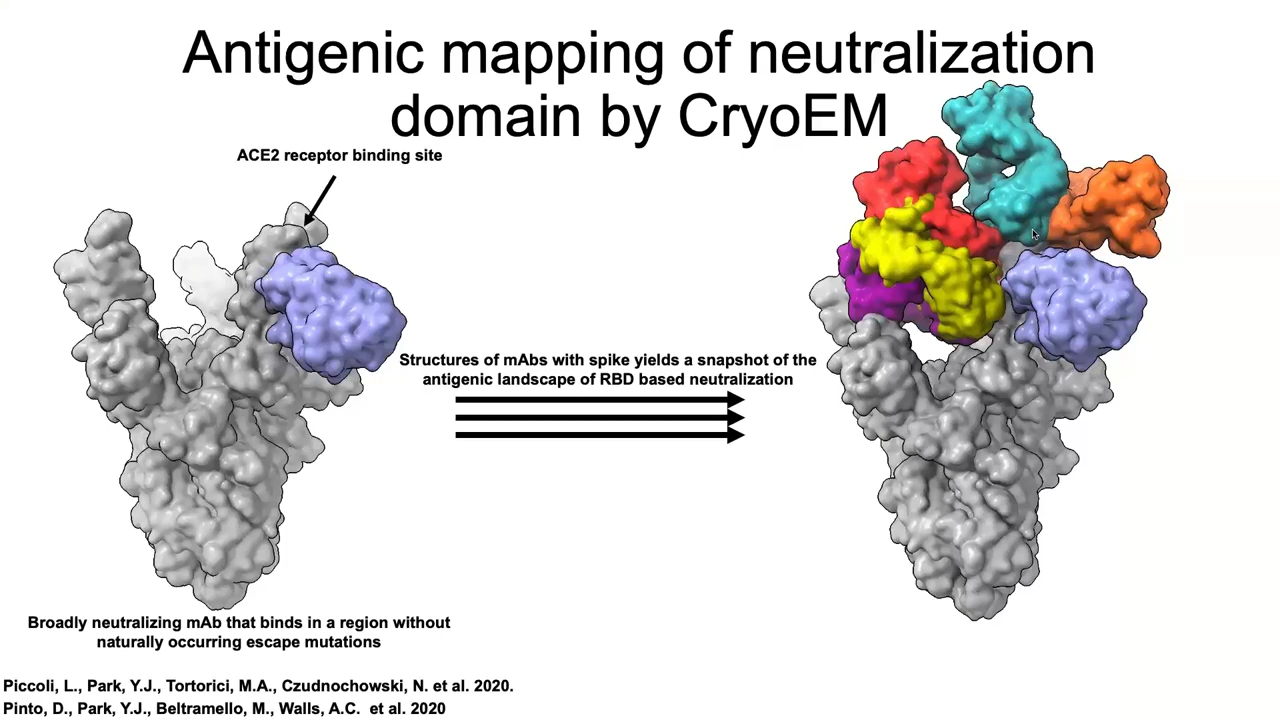 Antigenic mapping of neutralization
domain by CryoEM
ACE2 receptor binding site
Structures of mAbs with spike yields a snapshot of the
antigenic landscape of RBD based neutralization
Broadly neutralizing mAb that binds in a region without
naturally occurring escape mutations
Piccoli, L., Park, Y.J., Tortorici, M.A., Czudnochowski, N. et al. 2020.
Pinto, D., Park, Y.J., Beltramello, M., Walls, A.C.  et al. 2020